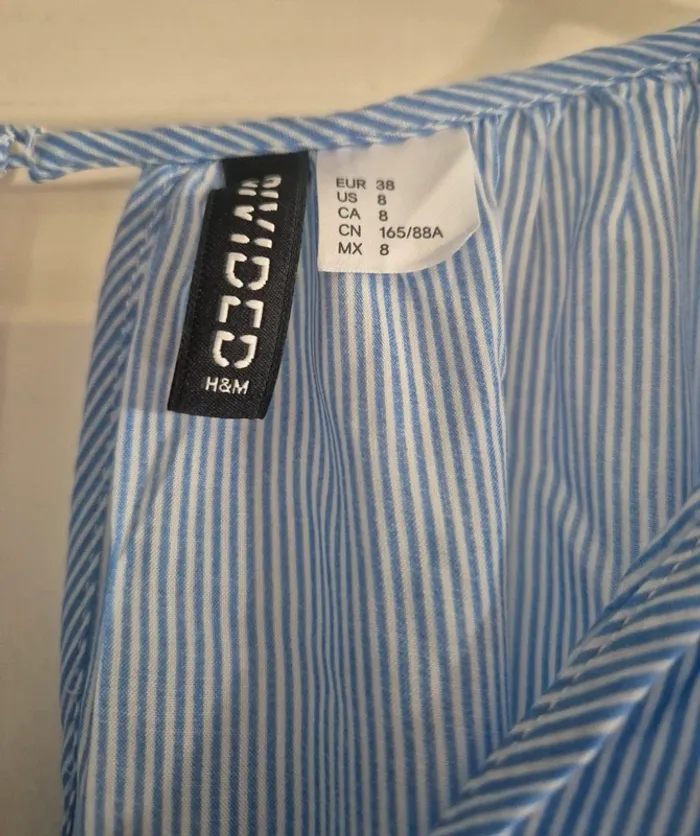 DIVIDED
H&M
EUR 38
US 8
CA 8
CN 165/88A
MX 8